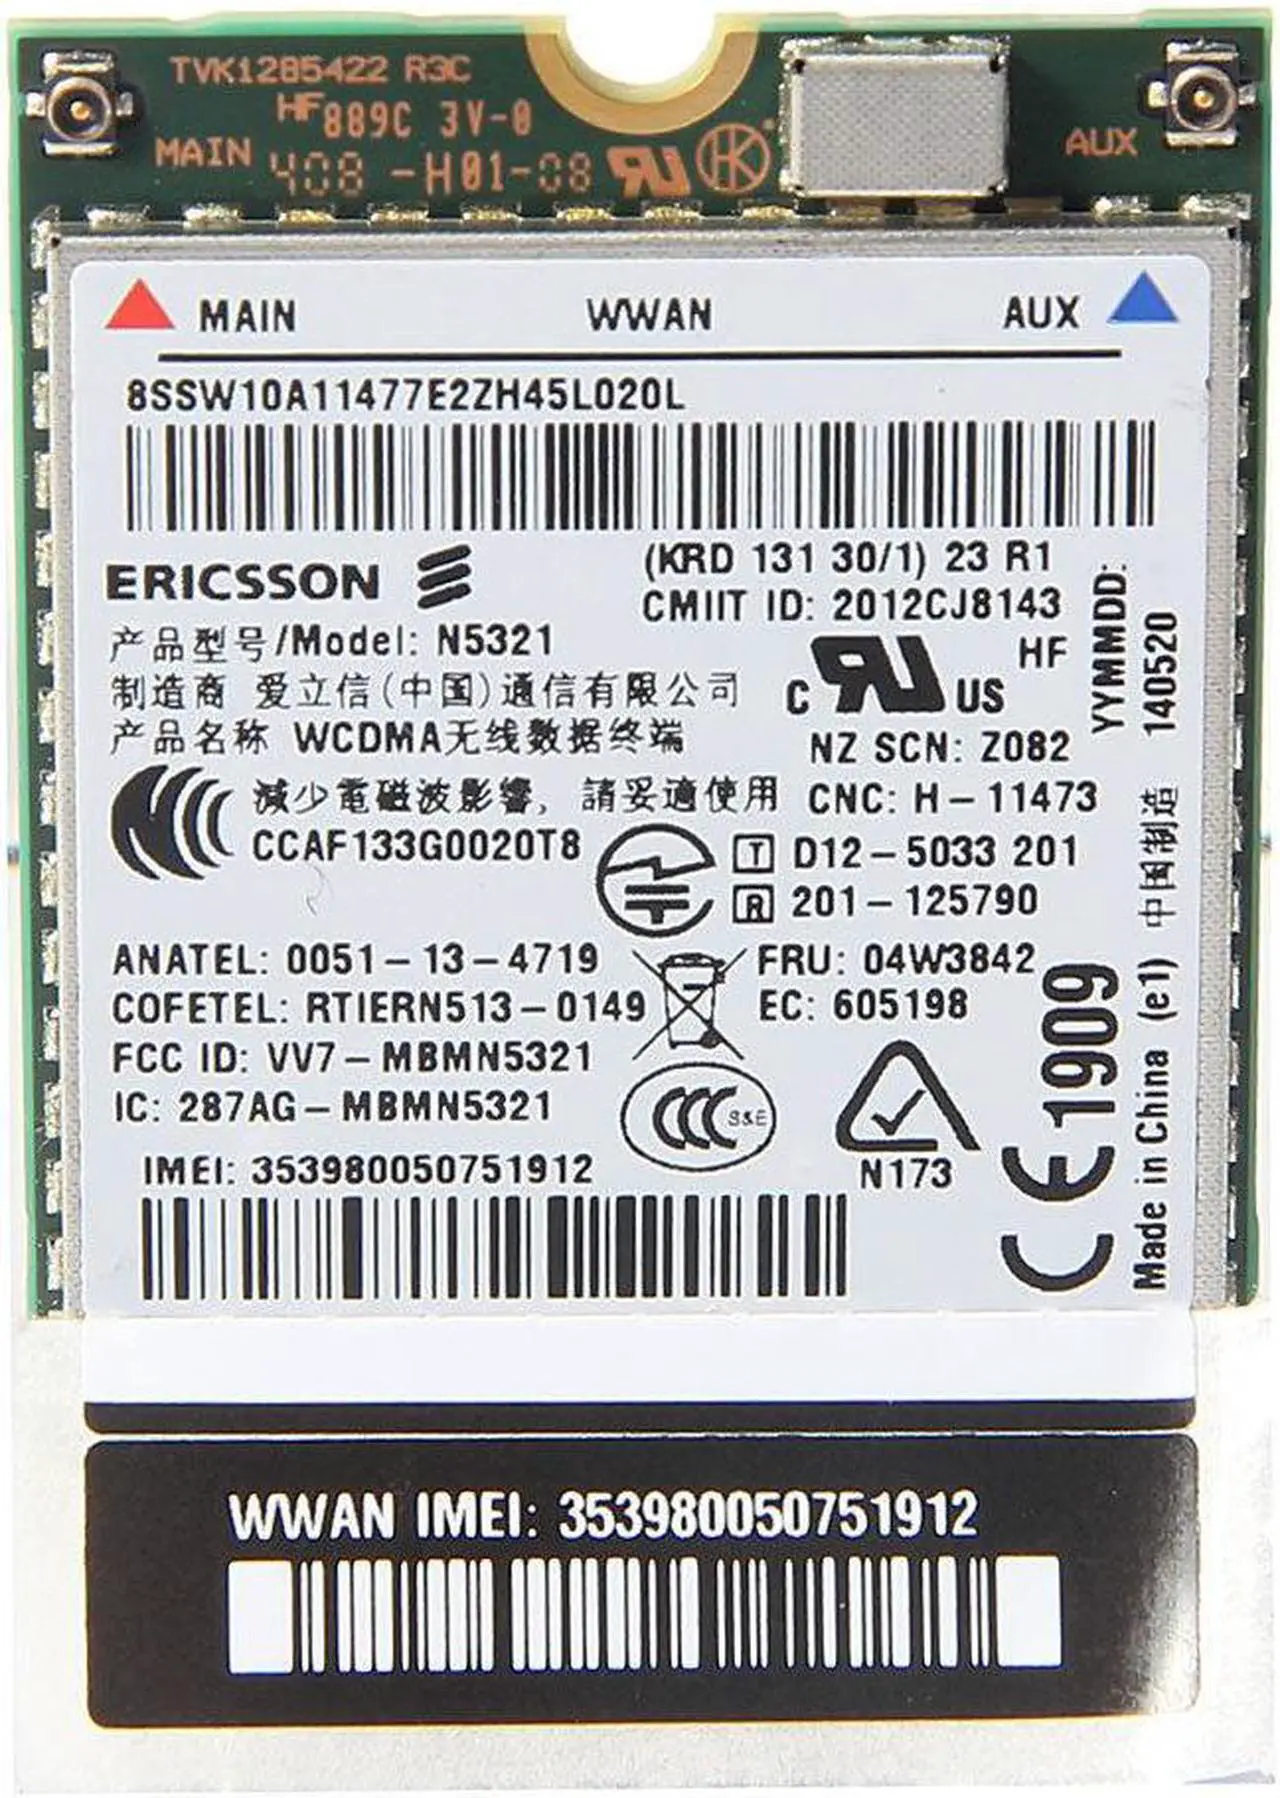 TVK1285422 R3C
HF 889C 3V-0
MAIN 408 -H01-08
AUX
MAIN WWAN AUX
8SSW10A11477E2ZH45L020L
ERICSSON
(KRD 131 30/1) 23 R1
CMIIT ID: 2012CJ8143
产品型号/Model: N5321
HF
制造商 爱立信(中国)通信有限公司
C US
产品名称 WCDMA无线数据终端
NZ SCN: Z082
減少電磁波影響, 請妥適使用
CNC: H-11473
CCAF133G0020T8
T D12-5033 201
R 201-125790
ANATEL: 0051-13-4719
FRU: 04W3842
COFETEL: RTIERN513-0149
EC: 605198
FCC ID: VV7-MBMN5321
IC: 287AG-MBMN5321
S&E
N173
IMEI: 353980050751912
CE1909
YYMMDD: 140520
Made in China (e1) 中国制造
WWAN IMEI: 353980050751912